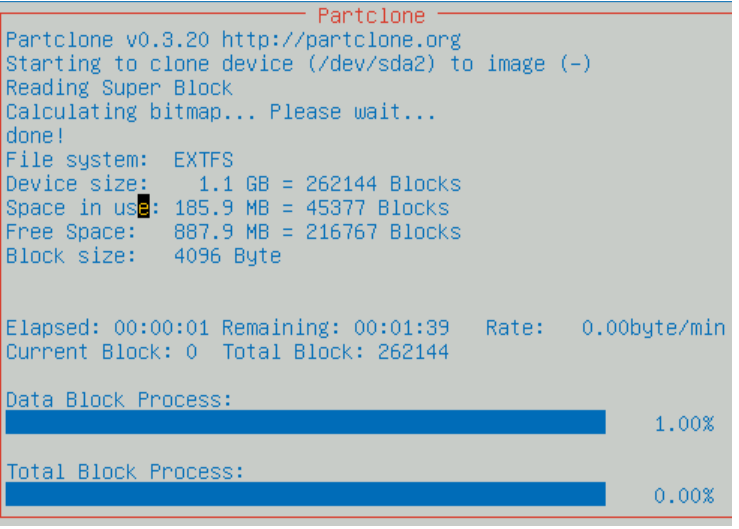 Partclone
Partclone v0.3.20 http://partclone.org
Starting to clone device (/dev/sda2) to image (-)
Reading Super Block
Calculating bitmap... Please wait...
done!
File system:  EXTFS
Device size:    1.1 GB = 262144 Blocks
Space in use: 185.9 MB = 45377 Blocks
Free Space:   887.9 MB = 216767 Blocks
Block size:   4096 Byte
Elapsed: 00:00:01 Remaining: 00:01:39   Rate:   0.00byte/min
Current Block: 0  Total Block: 262144
Data Block Process:
1.00%
Total Block Process:
0.00%